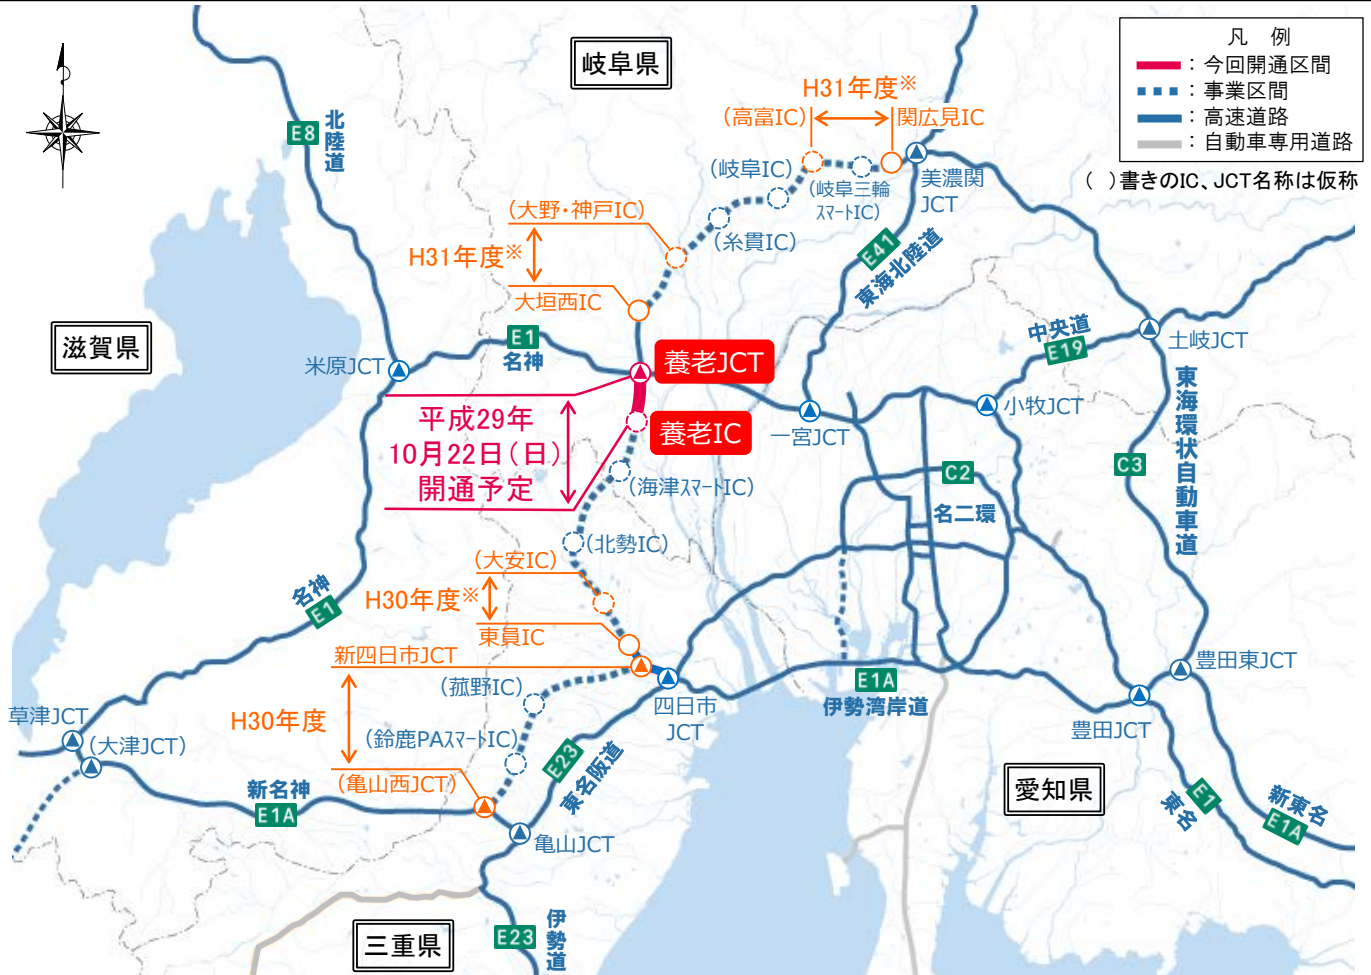 凡 例
：今回開通区間
：事業区間
：高速道路
：自動車専用道路
（ ）書きのIC、JCT名称は仮称
岐阜県
H31年度※
（高富IC）
関広見IC
E8
北陸道
（岐阜IC）
（岐阜三輪
ｽﾏｰﾄIC）
美濃関
JCT
（大野・神戸IC）
（糸貫IC）
H31年度※
E41
東海北陸道
大垣西IC
滋賀県
E1
名神
米原JCT
養老JCT
中央道
E19
土岐JCT
東海環状自動車道
平成29年
10月22日（日）
開通予定
養老IC
一宮JCT
小牧JCT
C3
C2
名二環
（海津ｽﾏｰﾄIC）
（北勢IC）
（大安IC）
H30年度※
東員IC
名神
E1
新四日市JCT
（菰野IC）
H30年度
四日市
JCT
E1A
伊勢湾岸道
豊田東JCT
豊田JCT
草津JCT
（大津JCT）
（鈴鹿PAｽﾏｰﾄIC）
（亀山西JCT）
E23
東名阪道
新名神
E1A
愛知県
E1
東名
新東名
E1A
亀山JCT
三重県
E23
伊勢道